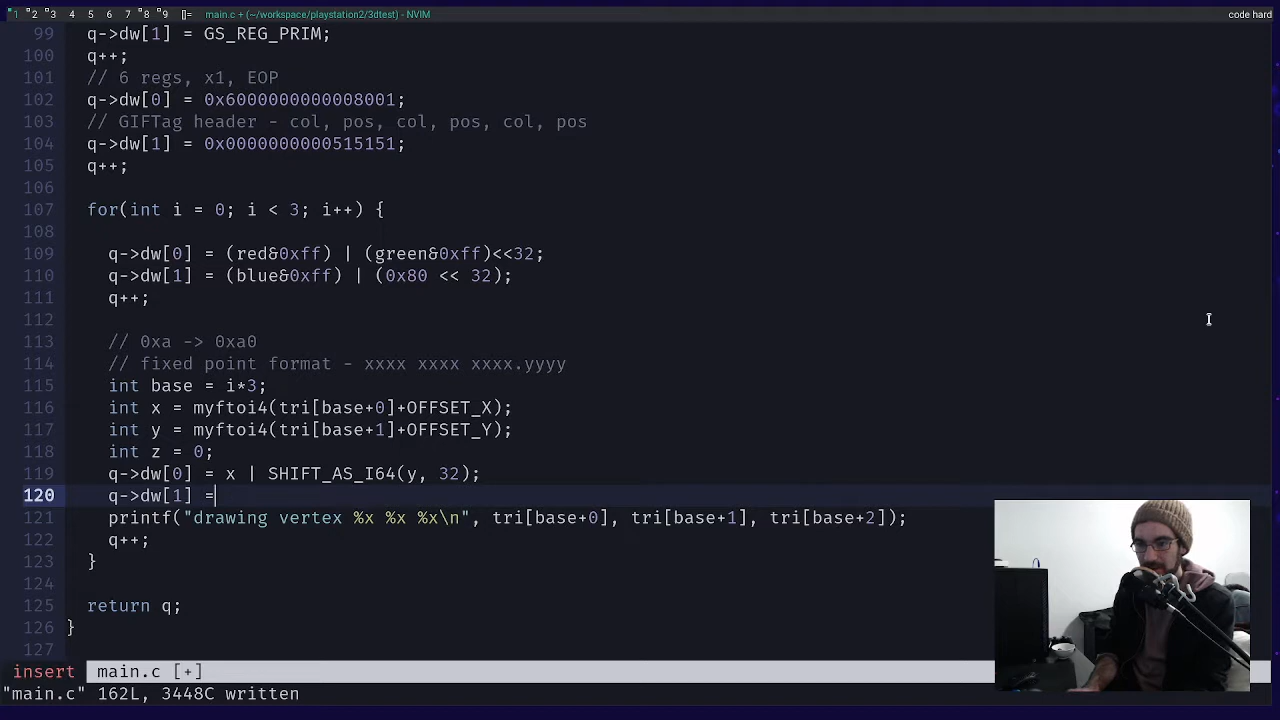 1 2 3 4 5 6 7 8 9 []= main.c + (~/workspace/playstation2/3dtest) - NVIM code hard
99 q->dw[1] = GS_REG_PRIM;
100 q++;
101 // 6 regs, x1, EOP
102 q->dw[0] = 0x6000000000008001;
103 // GIFTag header - col, pos, col, pos, col, pos
104 q->dw[1] = 0x0000000000515151;
105 q++;
106
107 for(int i = 0; i < 3; i++) {
108
109 q->dw[0] = (red&0xff) | (green&0xff)<<32;
110 q->dw[1] = (blue&0xff) | (0x80 << 32);
111 q++;
112
113 // 0xa -> 0xa0
114 // fixed point format - xxxx xxxx xxxx.yyyy
115 int base = i*3;
116 int x = myftoi4(tri[base+0]+OFFSET_X);
117 int y = myftoi4(tri[base+1]+OFFSET_Y);
118 int z = 0;
119 q->dw[0] = x | SHIFT_AS_I64(y, 32);
120 q->dw[1] =
121 printf("drawing vertex %x %x %x\n", tri[base+0], tri[base+1], tri[base+2]);
122 q++;
123 }
124
125 return q;
126 }
127
insert main.c [+]
"main.c" 162L, 3448C written